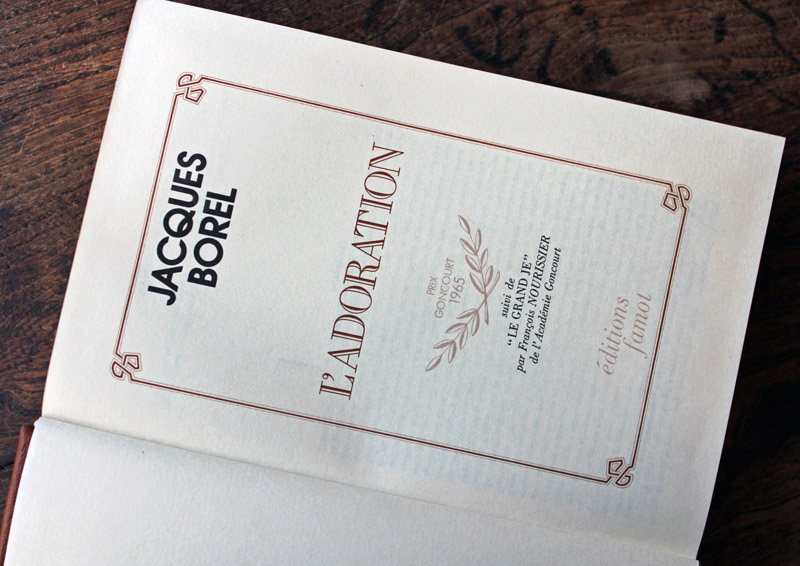 JACQUES
BOREL
L'ADORATION
PRIX
GONCOURT
1965
suivi de
“LE GRAND JE”
par François NOURISSIER
de l'Académie Goncourt
éditions
famot